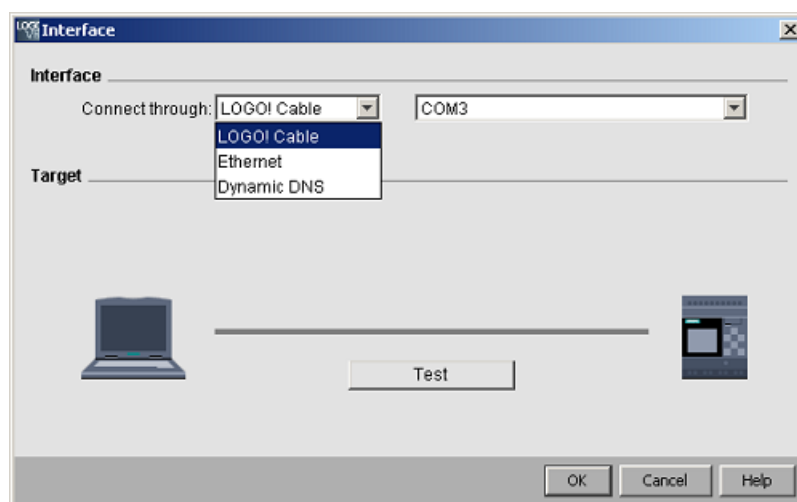 Interface
Interface
Connect through: LOGO! Cable COM3
LOGO! Cable
Ethernet
Dynamic DNS
Target
Test
OK Cancel Help